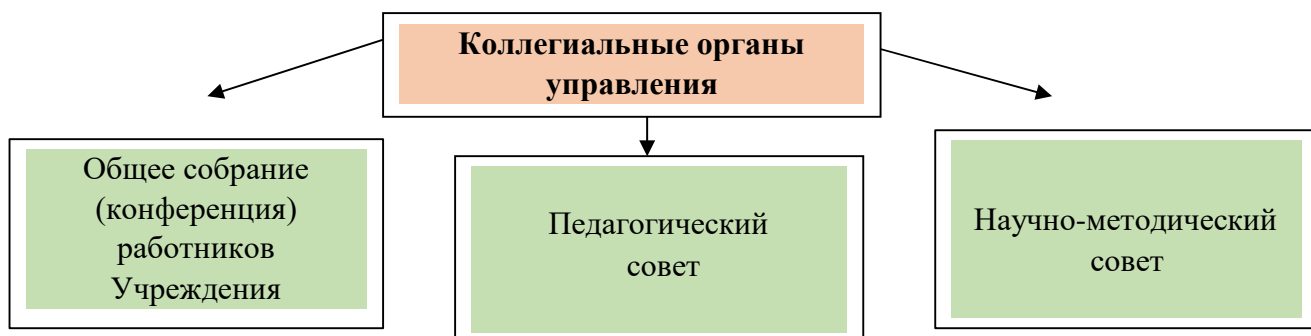 Коллегиальные органы
управления
Общее собрание
(конференция)
работников
Учреждения
Педагогический
совет
Научно-методический
совет